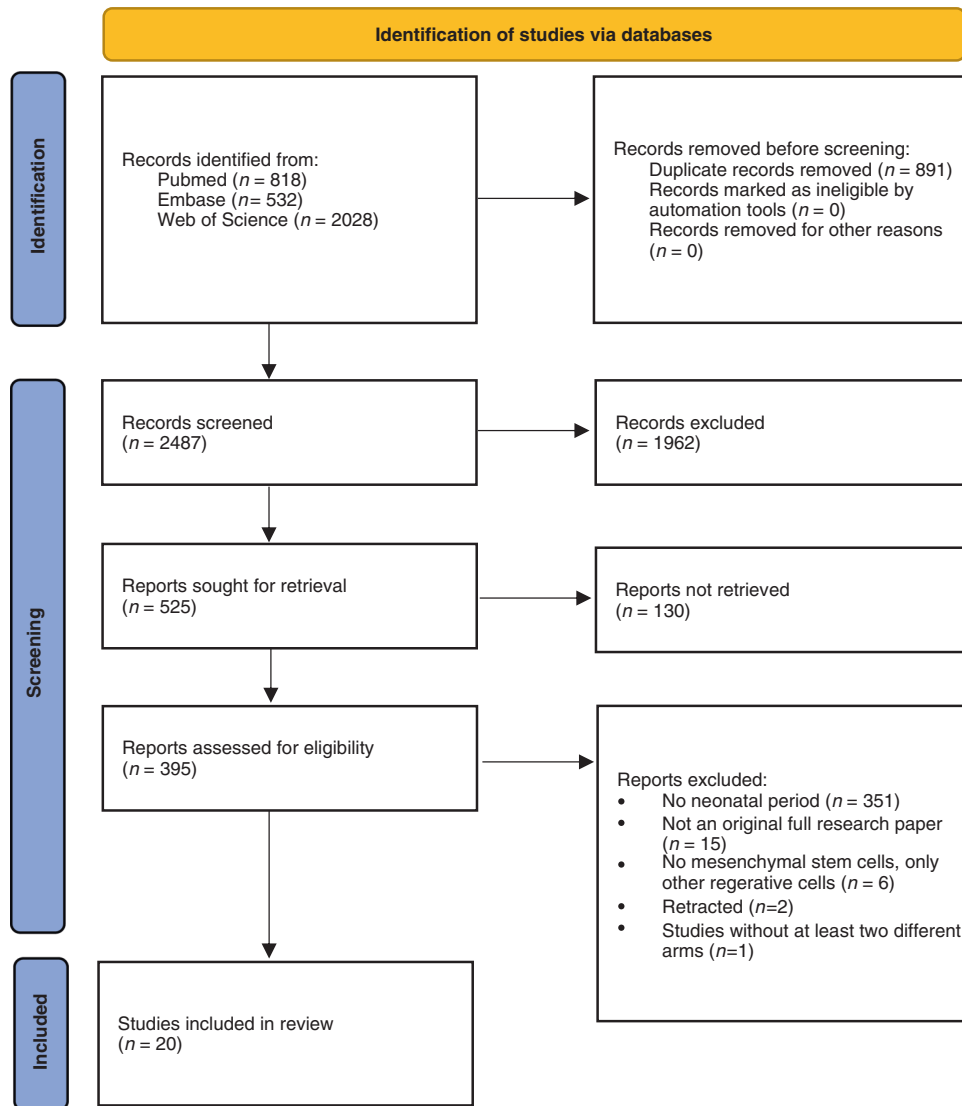 Identification of studies via databases
Identification
Records identified from:
Pubmed (n = 818)
Embase (n = 532)
Web of Science (n = 2028)
Records removed before screening:
Duplicate records removed (n = 891)
Records marked as ineligible by
automation tools (n = 0)
Records removed for other reasons
(n = 0)
Screening
Records screened
(n = 2487)
Records excluded
(n = 1962)
Reports sought for retrieval
(n = 525)
Reports not retrieved
(n = 130)
Reports assessed for eligibility
(n = 395)
Reports excluded:
• No neonatal period (n = 351)
• Not an original full research paper
(n = 15)
• No mesenchymal stem cells, only
other regerative cells (n = 6)
• Retracted (n=2)
• Studies without at least two different
arms (n=1)
Included
Studies included in review
(n = 20)